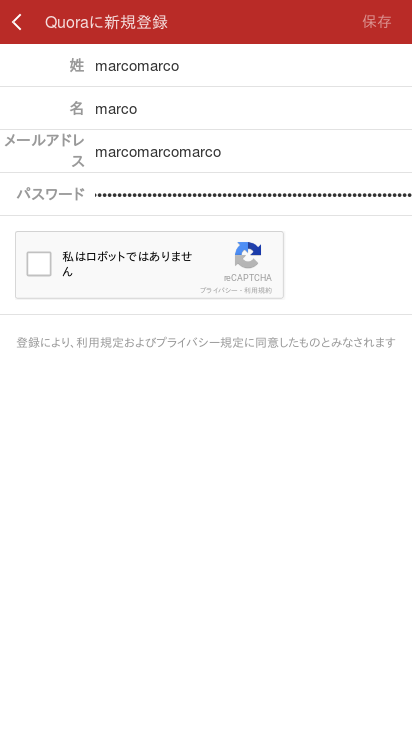 Quoraに新規登録 保存
姓 marcomarco
名 marco
メールアドレ
ス marcomarcomarco
パスワード
私はロボットではありませ
ん
reCAPTCHA
プライバシー - 利用規約
登録により、利用規定およびプライバシー規定に同意したものとみなされます